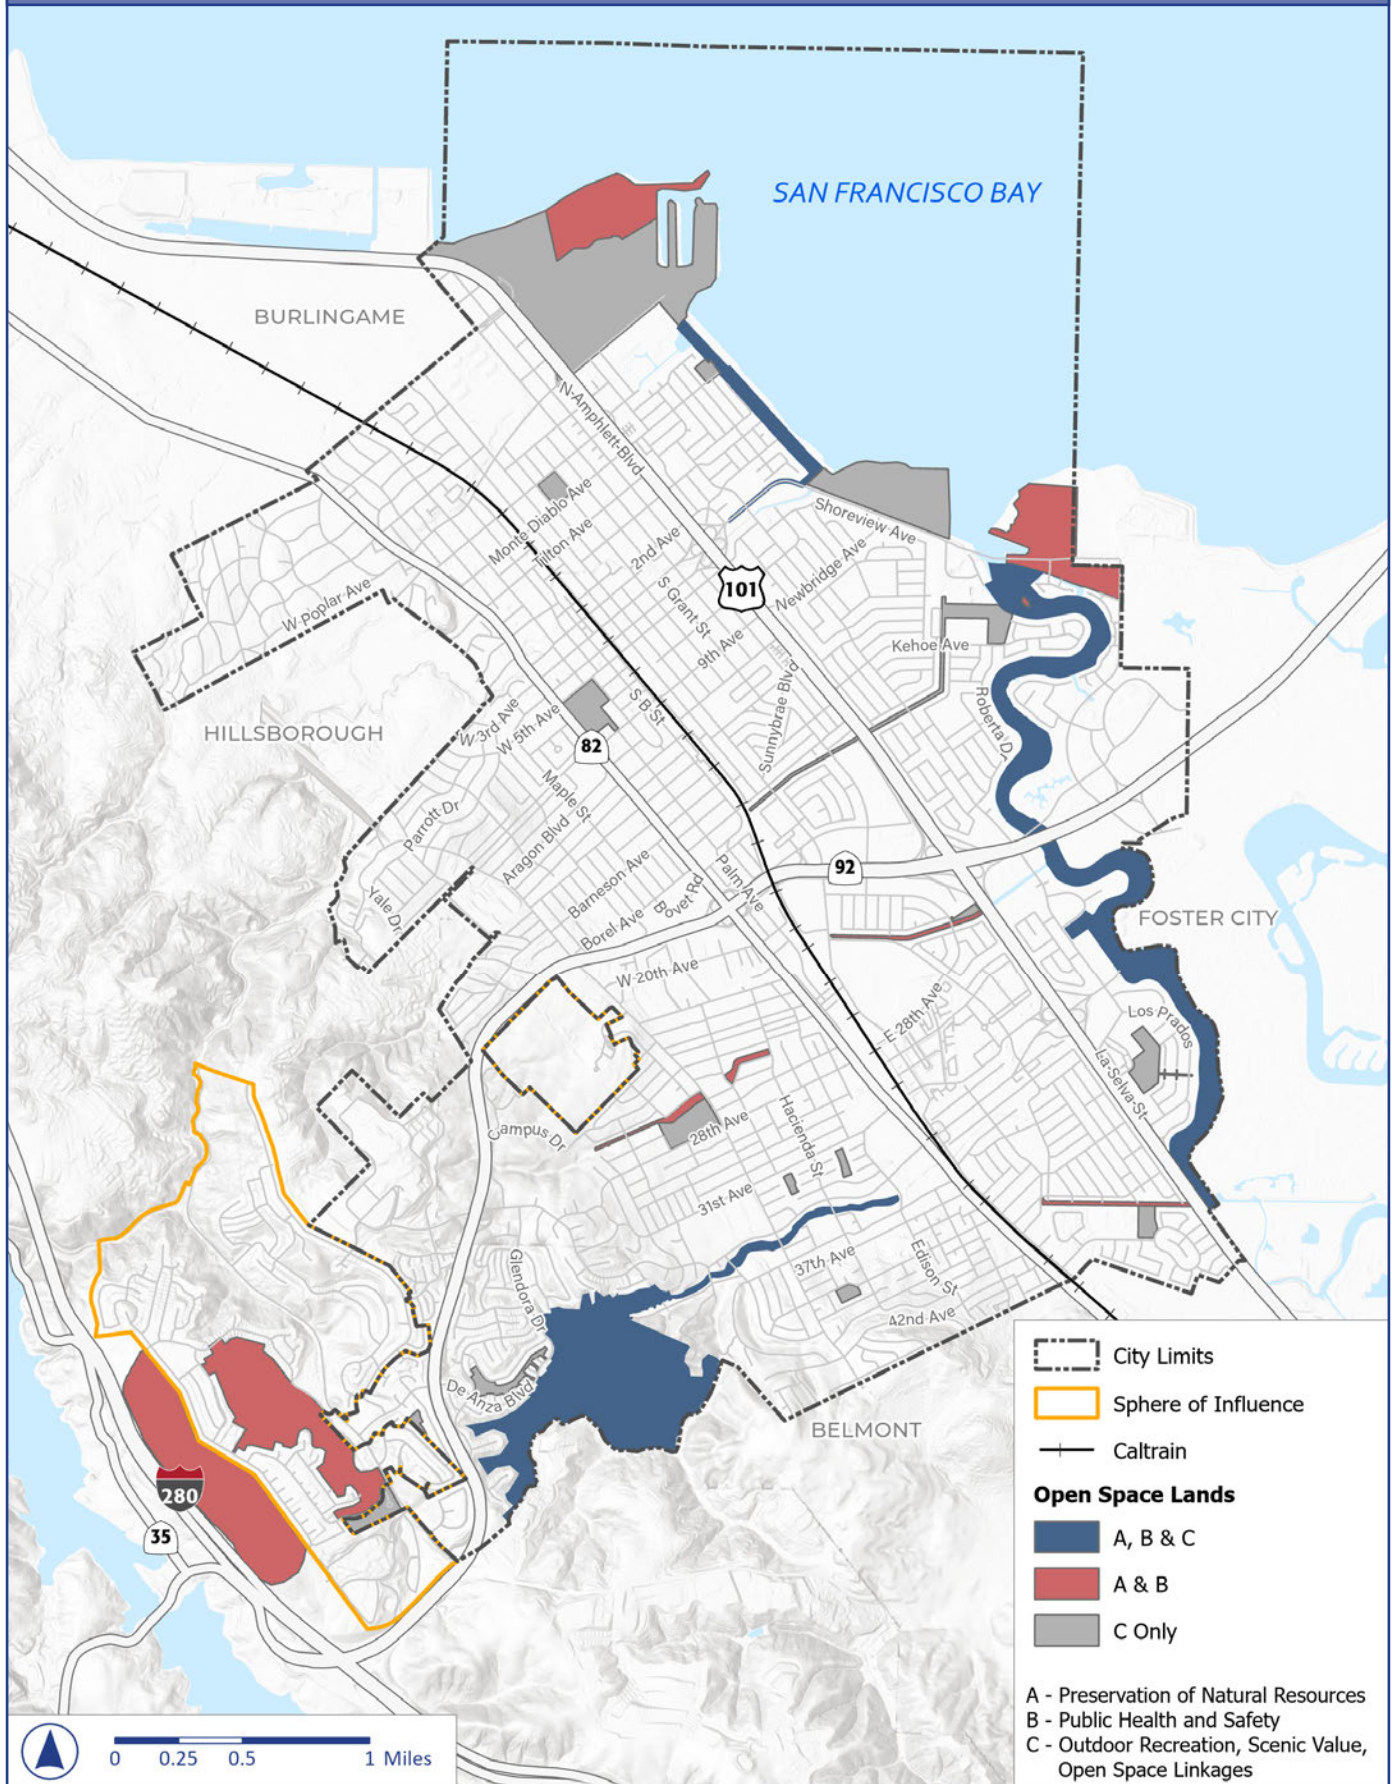 SAN FRANCISCO BAY
BURLINGAME
N Amphlett Blvd
Monte Diablo Ave
Tilton Ave
2nd Ave
Shoreview Ave
101
Newbridge Ave
S Grant St
9th Ave
W Poplar Ave
Kehoe Ave
Sunnybrae Blvd
Roberta Dr
S B St
W 3rd Ave
W 5th Ave
HILLSBOROUGH
82
Maple St
Parrott Dr
Aragon Blvd
Barneson Ave
Bovet Rd
Palm Ave
92
Yale Dr
Borel Ave
FOSTER CITY
W 20th Ave
E 28th Ave
Los Prados
La Selva St
Campus Dr
28th Ave
Hacienda St
31st Ave
37th Ave
Edison St
Glendora Dr
42nd Ave
De Anza Blvd
BELMONT
280
35
City Limits
Sphere of Influence
Caltrain
Open Space Lands
A, B & C
A & B
C Only
A - Preservation of Natural Resources
B - Public Health and Safety
C - Outdoor Recreation, Scenic Value,
Open Space Linkages
0 0.25 0.5 1 Miles